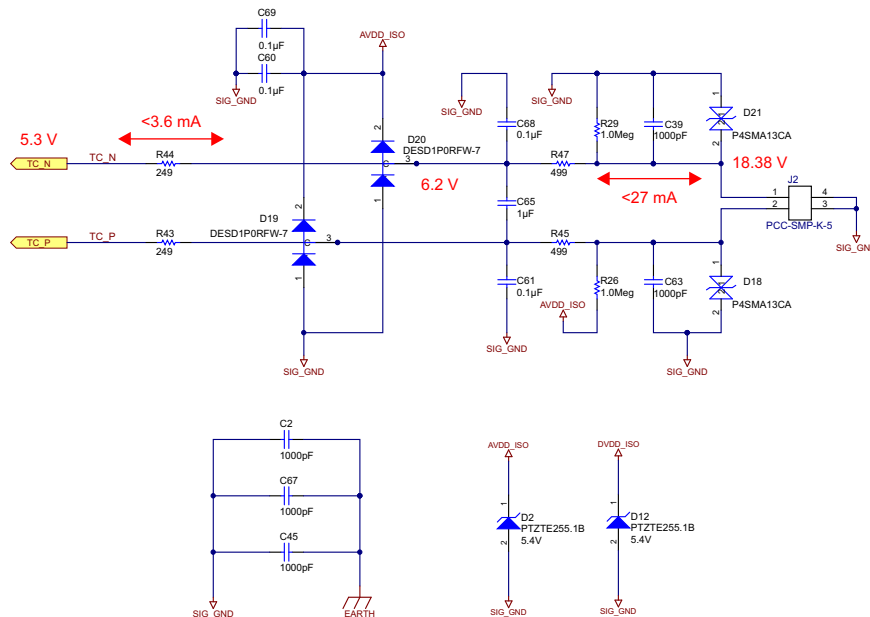 C69
0.1µF
C60
0.1µF
SIG_GND
AVDD_ISO
5.3 V
<3.6 mA
TC_N
TC_N
R44
249
2
D20
DESD1P0RFW-7
C
3
1
6.2 V
SIG_GND
C68
0.1µF
SIG_GND
R29
1.0Meg
C39
1000pF
1
D21
P4SMA13CA
2
R47
499
<27 mA
18.38 V
J2
1
2
4
3
PCC-SMP-K-5
SIG_GN
TC_P
TC_P
R43
249
D19
DESD1P0RFW-7
2
C
3
1
SIG_GND
C65
1µF
R45
499
C61
0.1µF
SIG_GND
R26
1.0Meg
AVDD_ISO
C63
1000pF
1
D18
P4SMA13CA
2
SIG_GND
C2
1000pF
C67
1000pF
C45
1000pF
SIG_GND
EARTH
AVDD_ISO
1
D2
PTZTE255.1B
5.4V
2
SIG_GND
DVDD_ISO
1
D12
PTZTE255.1B
5.4V
2
SIG_GND